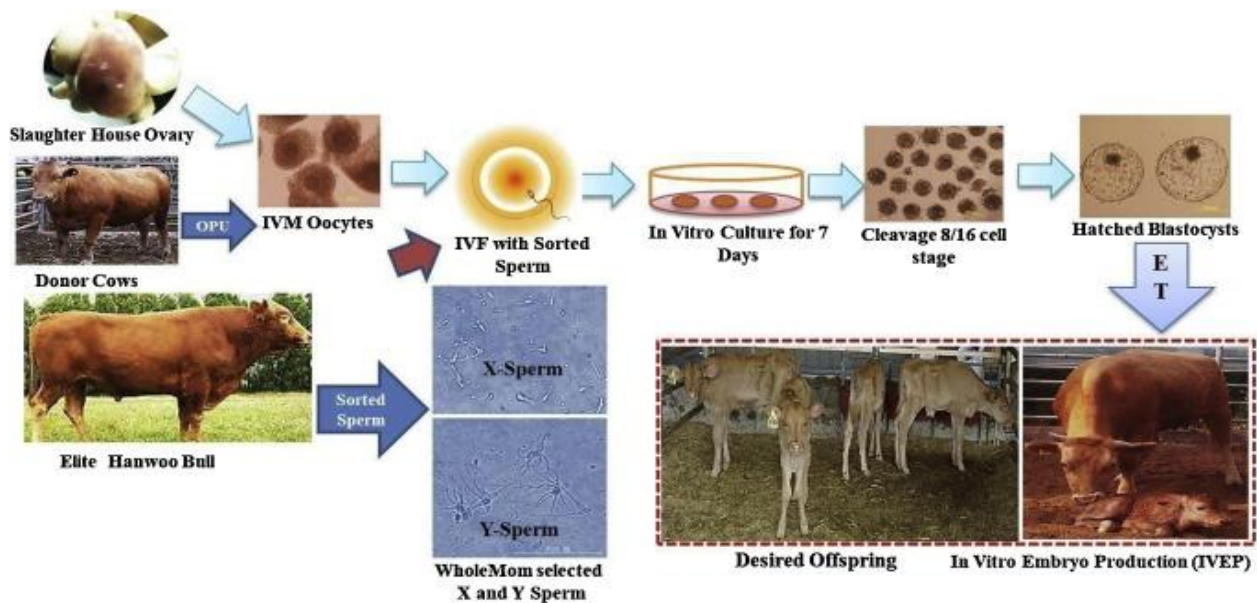 Slaughter House Ovary
OPU
Donor Cows
IVM Oocytes
IVF with Sorted
Sperm
In Vitro Culture for 7
Days
Cleavage 8/16 cell
stage
Hatched Blastocysts
E
T
Elite Hanwoo Bull
Sorted
Sperm
X-Sperm
Y-Sperm
WholeMom selected
X and Y Sperm
Desired Offspring
In Vitro Embryo Production (IVEP)